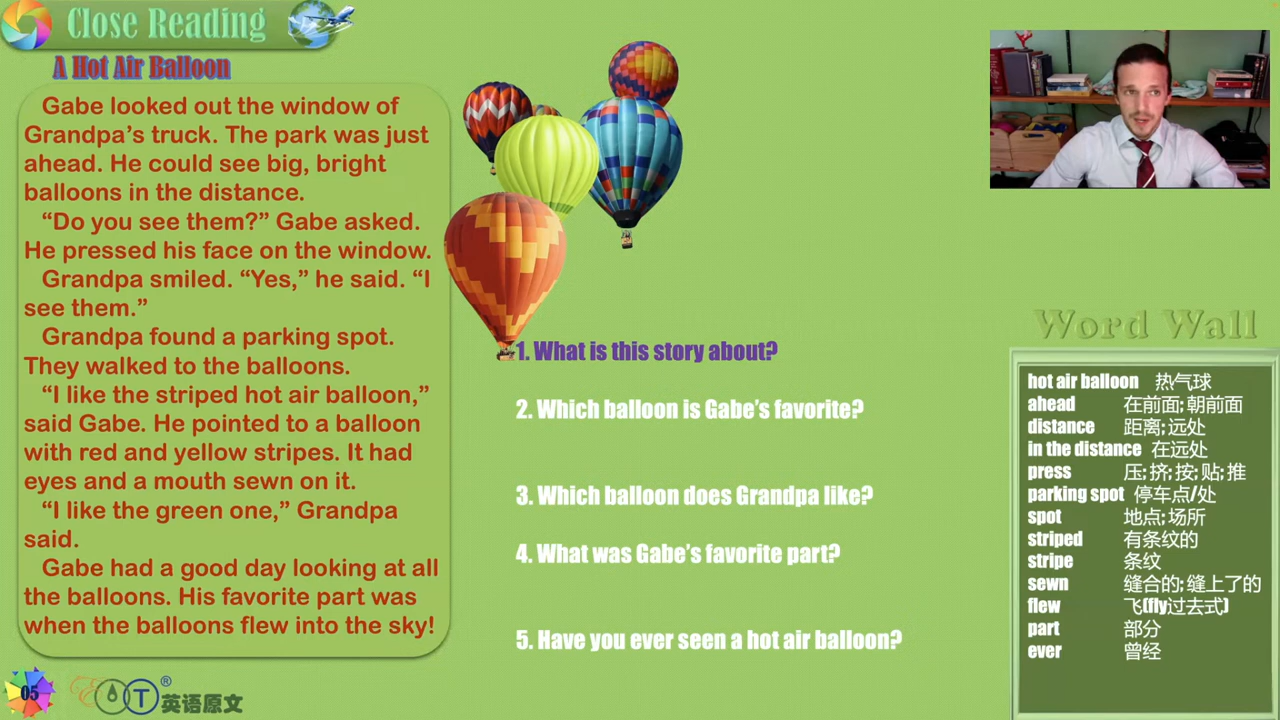 Close Reading
A Hot Air Balloon
Gabe looked out the window of
Grandpa's truck. The park was just
ahead. He could see big, bright
balloons in the distance.
“Do you see them?” Gabe asked.
He pressed his face on the window.
Grandpa smiled. “Yes,” he said. “I
see them.”
Grandpa found a parking spot.
They walked to the balloons.
“I like the striped hot air balloon,”
said Gabe. He pointed to a balloon
with red and yellow stripes. It had
eyes and a mouth sewn on it.
“I like the green one,” Grandpa
said.
Gabe had a good day looking at all
the balloons. His favorite part was
when the balloons flew into the sky!
1. What is this story about?
2. Which balloon is Gabe's favorite?
3. Which balloon does Grandpa like?
4. What was Gabe's favorite part?
5. Have you ever seen a hot air balloon?
Word Wall
hot air balloon 热气球
ahead 在前面; 朝前面
distance 距离; 远处
in the distance 在远处
press 压; 挤; 按; 贴; 推
parking spot 停车点/处
spot 地点; 场所
striped 有条纹的
stripe 条纹
sewn 缝合的; 缝上了的
flew 飞(fly过去式)
part 部分
ever 曾经
05
E T ® 英语原文